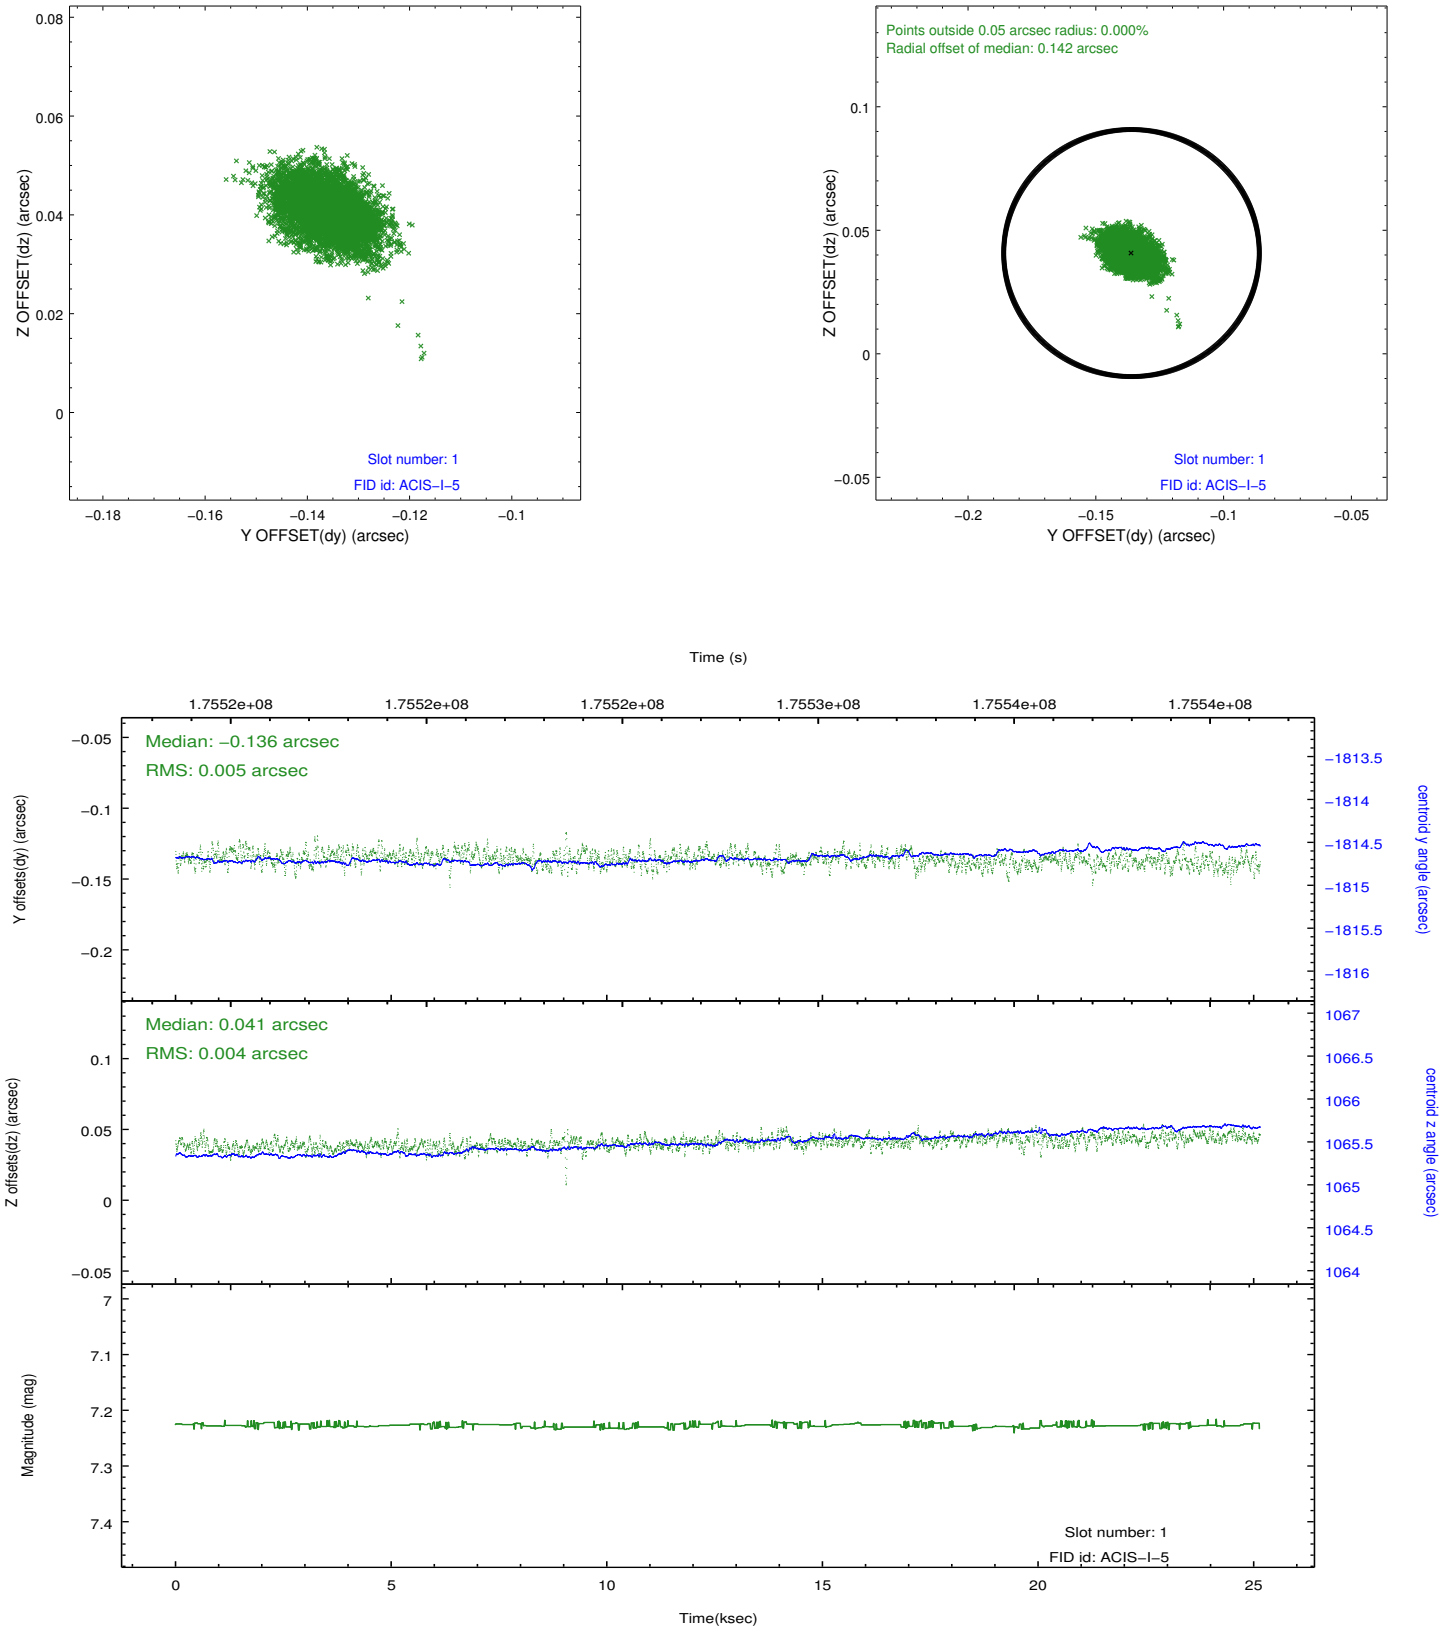 0.08
0.06
0.04
0.02
0
Z OFFSET(dz) (arcsec)
Slot number: 1
FID id: ACIS−I−5
−0.18 −0.16 −0.14 −0.12 −0.1
Y OFFSET(dy) (arcsec)
Points outside 0.05 arcsec radius: 0.000%
Radial offset of median: 0.142 arcsec
0.1
0.05
0
−0.05
Z OFFSET(dz) (arcsec)
Slot number: 1
FID id: ACIS−I−5
−0.2 −0.15 −0.1 −0.05
Y OFFSET(dy) (arcsec)
Time (s)
1.7552e+08 1.7552e+08 1.7552e+08 1.7553e+08 1.7554e+08 1.7554e+08
Median: −0.136 arcsec
RMS: 0.005 arcsec
−0.05
−0.1
−0.15
−0.2
Y offsets(dy) (arcsec)
−1813.5
−1814
−1814.5
−1815
−1815.5
−1816
centroid y angle (arcsec)
Median: 0.041 arcsec
RMS: 0.004 arcsec
0.1
0.05
0
−0.05
Z offsets(dz) (arcsec)
1067
1066.5
1066
1065.5
1065
1064.5
1064
centroid z angle (arcsec)
7
7.1
7.2
7.3
7.4
Magnitude (mag)
Slot number: 1
FID id: ACIS−I−5
0 5 10 15 20 25
Time(ksec)